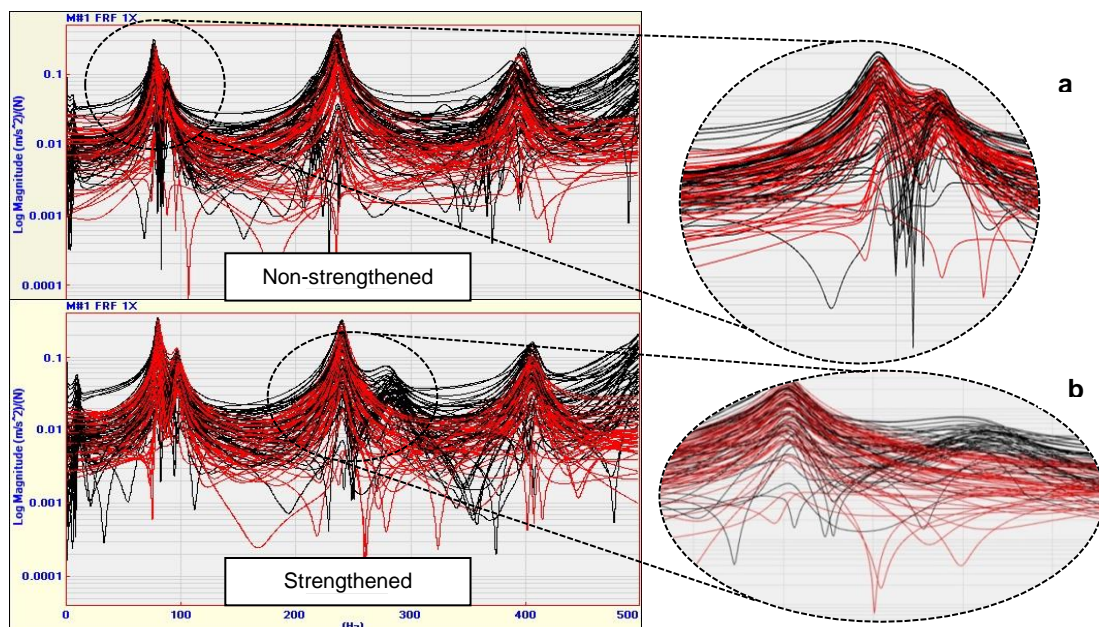 M#1 FRF 1X
Log Magnitude (m/s^2)/(N)
0.1
0.01
0.001
0.0001
Non-strengthened
a
M#1 FRF 1X
Log Magnitude (m/s^2)/(N)
0.1
0.01
0.001
0.0001
Strengthened
0 100 200 300 400 500
(Hz)
b